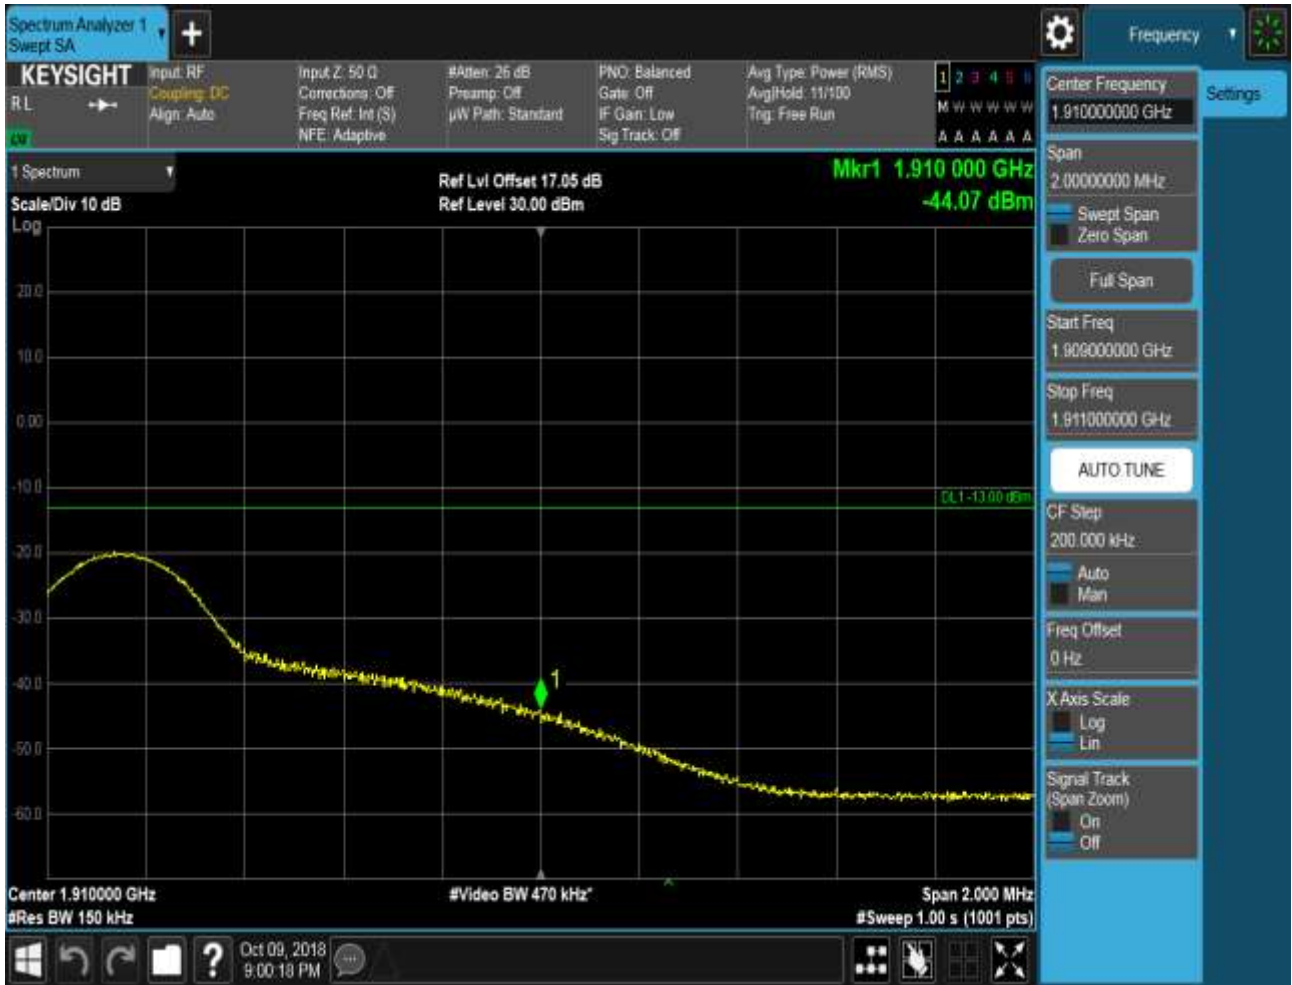 Spectrum Analyzer 1
Swept SA
+
Frequency
KEYSIGHT
Input: RF
Input Z: 50 Ω
#Atten: 26 dB
PNO: Balanced
Avg Type: Power (RMS)
1 2 3 4 5 6
R L
Coupling: DC
Corrections: Off
Preamp: Off
Gate: Off
Avg|Hold: 11/100
M W W W W W
Align: Auto
Freq Ref: Int (S)
µW Path: Standard
IF Gain: Low
Trig: Free Run
NFE: Adaptive
Sig Track: Off
A A A A A A
1 Spectrum
Ref Lvl Offset 17.05 dB
Mkr1 1.910 000 GHz
Scale/Div 10 dB
Ref Level 30.00 dBm
-44.07 dBm
Log
20.0
10.0
0.00
-10.0
DL1 -13.00 dBm
-20.0
-30.0
-40.0
1
-50.0
-60.0
Center 1.910000 GHz
#Video BW 470 kHz*
Span 2.000 MHz
#Res BW 150 kHz
#Sweep 1.00 s (1001 pts)
?
Oct 09, 2018
9:00:18 PM
Center Frequency
1.910000000 GHz
Settings
Span
2.00000000 MHz
Swept Span
Zero Span
Full Span
Start Freq
1.909000000 GHz
Stop Freq
1.911000000 GHz
AUTO TUNE
CF Step
200.000 kHz
Auto
Man
Freq Offset
0 Hz
X Axis Scale
Log
Lin
Signal Track
(Span Zoom)
On
Off